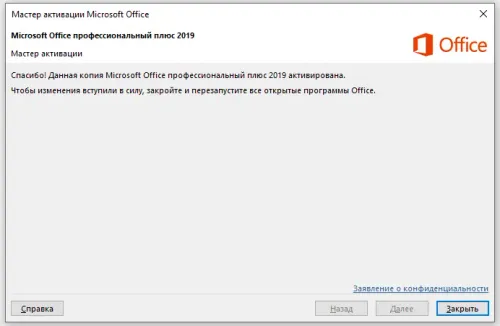 Мастер активации Microsoft Office
Microsoft Office профессиональный плюс 2019
Мастер активации
Office
Спасибо! Данная копия Microsoft Office профессиональный плюс 2019 активирована.
Чтобы изменения вступили в силу, закройте и перезапустите все открытые программы Office.
Заявление о конфиденциальности
Справка
Назад
Далее
Закрыть